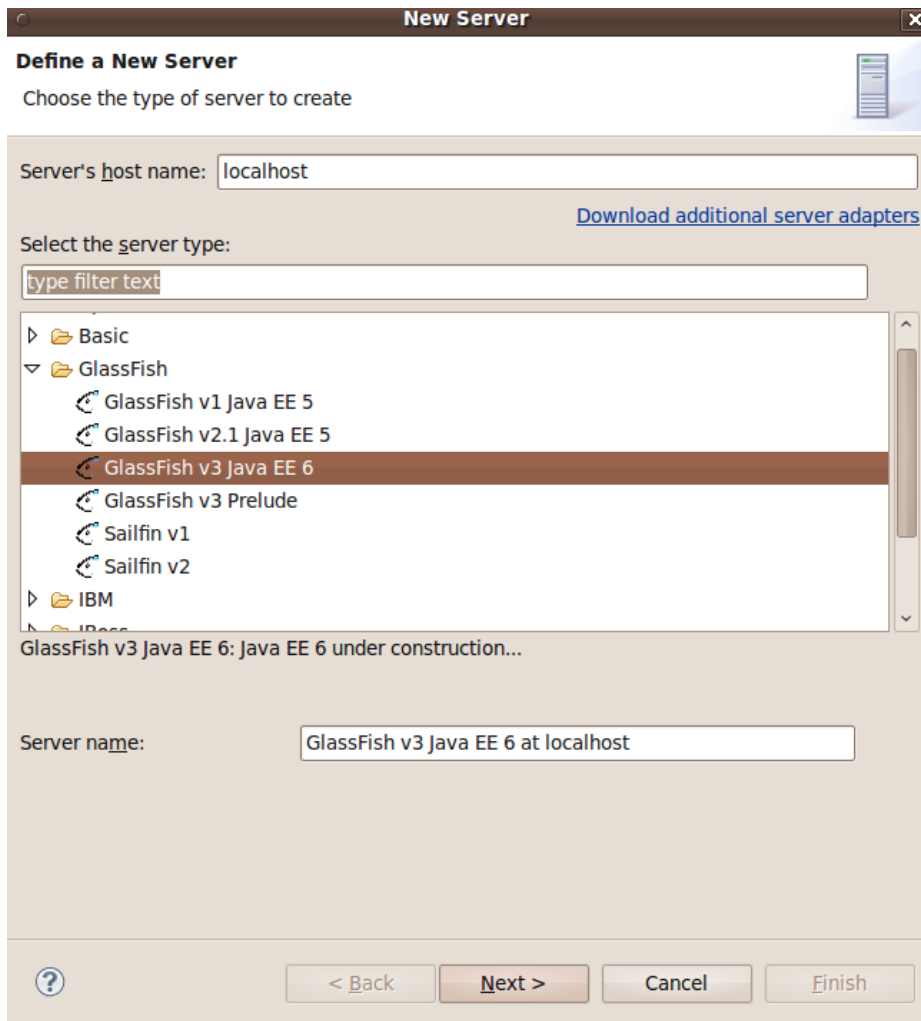 New Server
Define a New Server
Choose the type of server to create
Server's host name: localhost
Download additional server adapters
Select the server type:
type filter text
Basic
GlassFish
GlassFish v1 Java EE 5
GlassFish v2.1 Java EE 5
GlassFish v3 Java EE 6
GlassFish v3 Prelude
Sailfin v1
Sailfin v2
IBM
GlassFish v3 Java EE 6: Java EE 6 under construction...
Server name: GlassFish v3 Java EE 6 at localhost
< Back Next > Cancel Finish